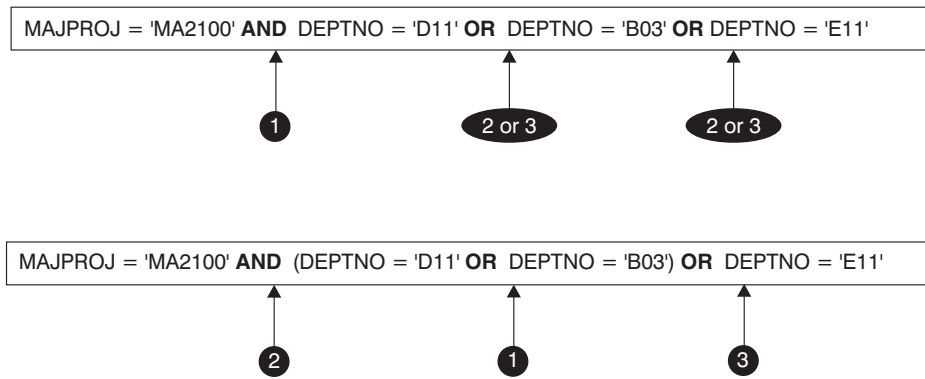 MAJPROJ = 'MA2100' AND DEPTNO = 'D11' OR DEPTNO = 'B03' OR DEPTNO = 'E11'
1 2 or 3 2 or 3
MAJPROJ = 'MA2100' AND (DEPTNO = 'D11' OR DEPTNO = 'B03') OR DEPTNO = 'E11'
2 1 3